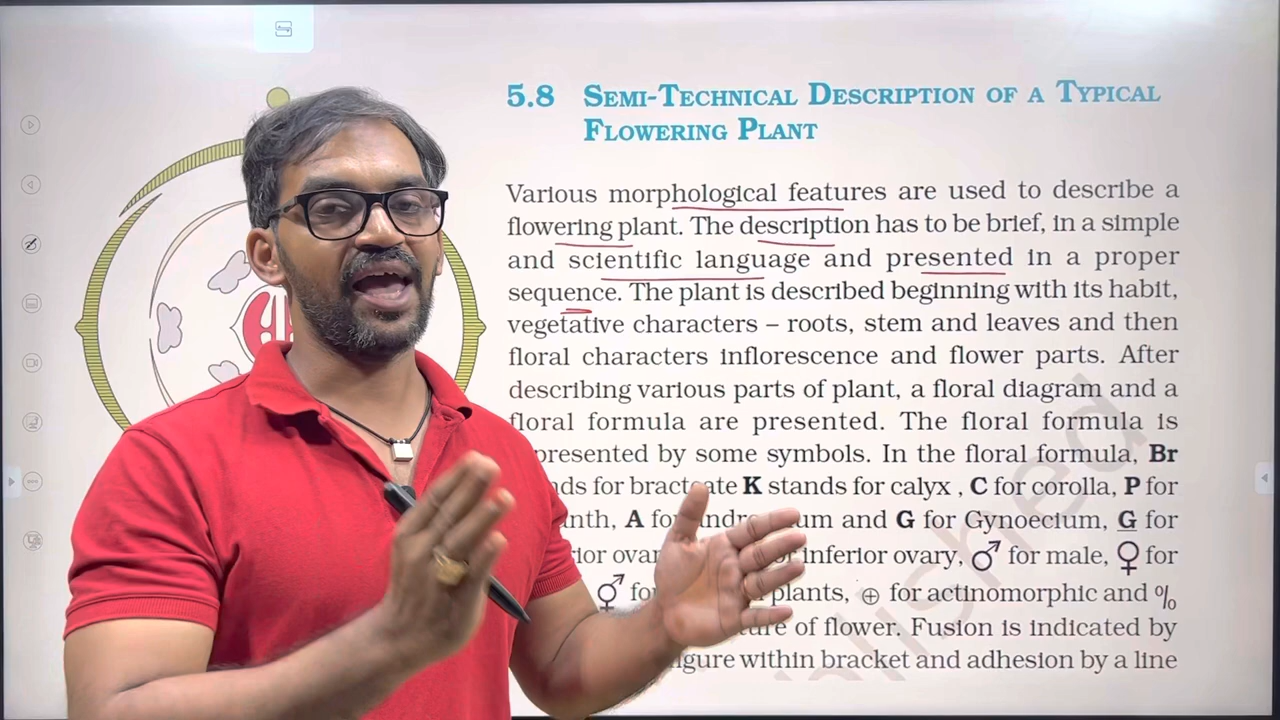 5.8 SEMI-TECHNICAL DESCRIPTION OF A TYPICAL
FLOWERING PLANT
Various morphological features are used to describe a
flowering plant. The description has to be brief, in a simple
and scientific language and presented in a proper
sequence. The plant is described beginning with its habit,
vegetative characters – roots, stem and leaves and then
floral characters inflorescence and flower parts. After
describing various parts of plant, a floral diagram and a
floral formula are presented. The floral formula is
presented by some symbols. In the floral formula, Br
for bracteate K stands for calyx , C for corolla, P for
A and G for Gynoecium, G for
inferior ovary, ♂ for male, ♀ for
⚥ plants, ⊕ for actinomorphic and %
of flower. Fusion is indicated by
within bracket and adhesion by a line